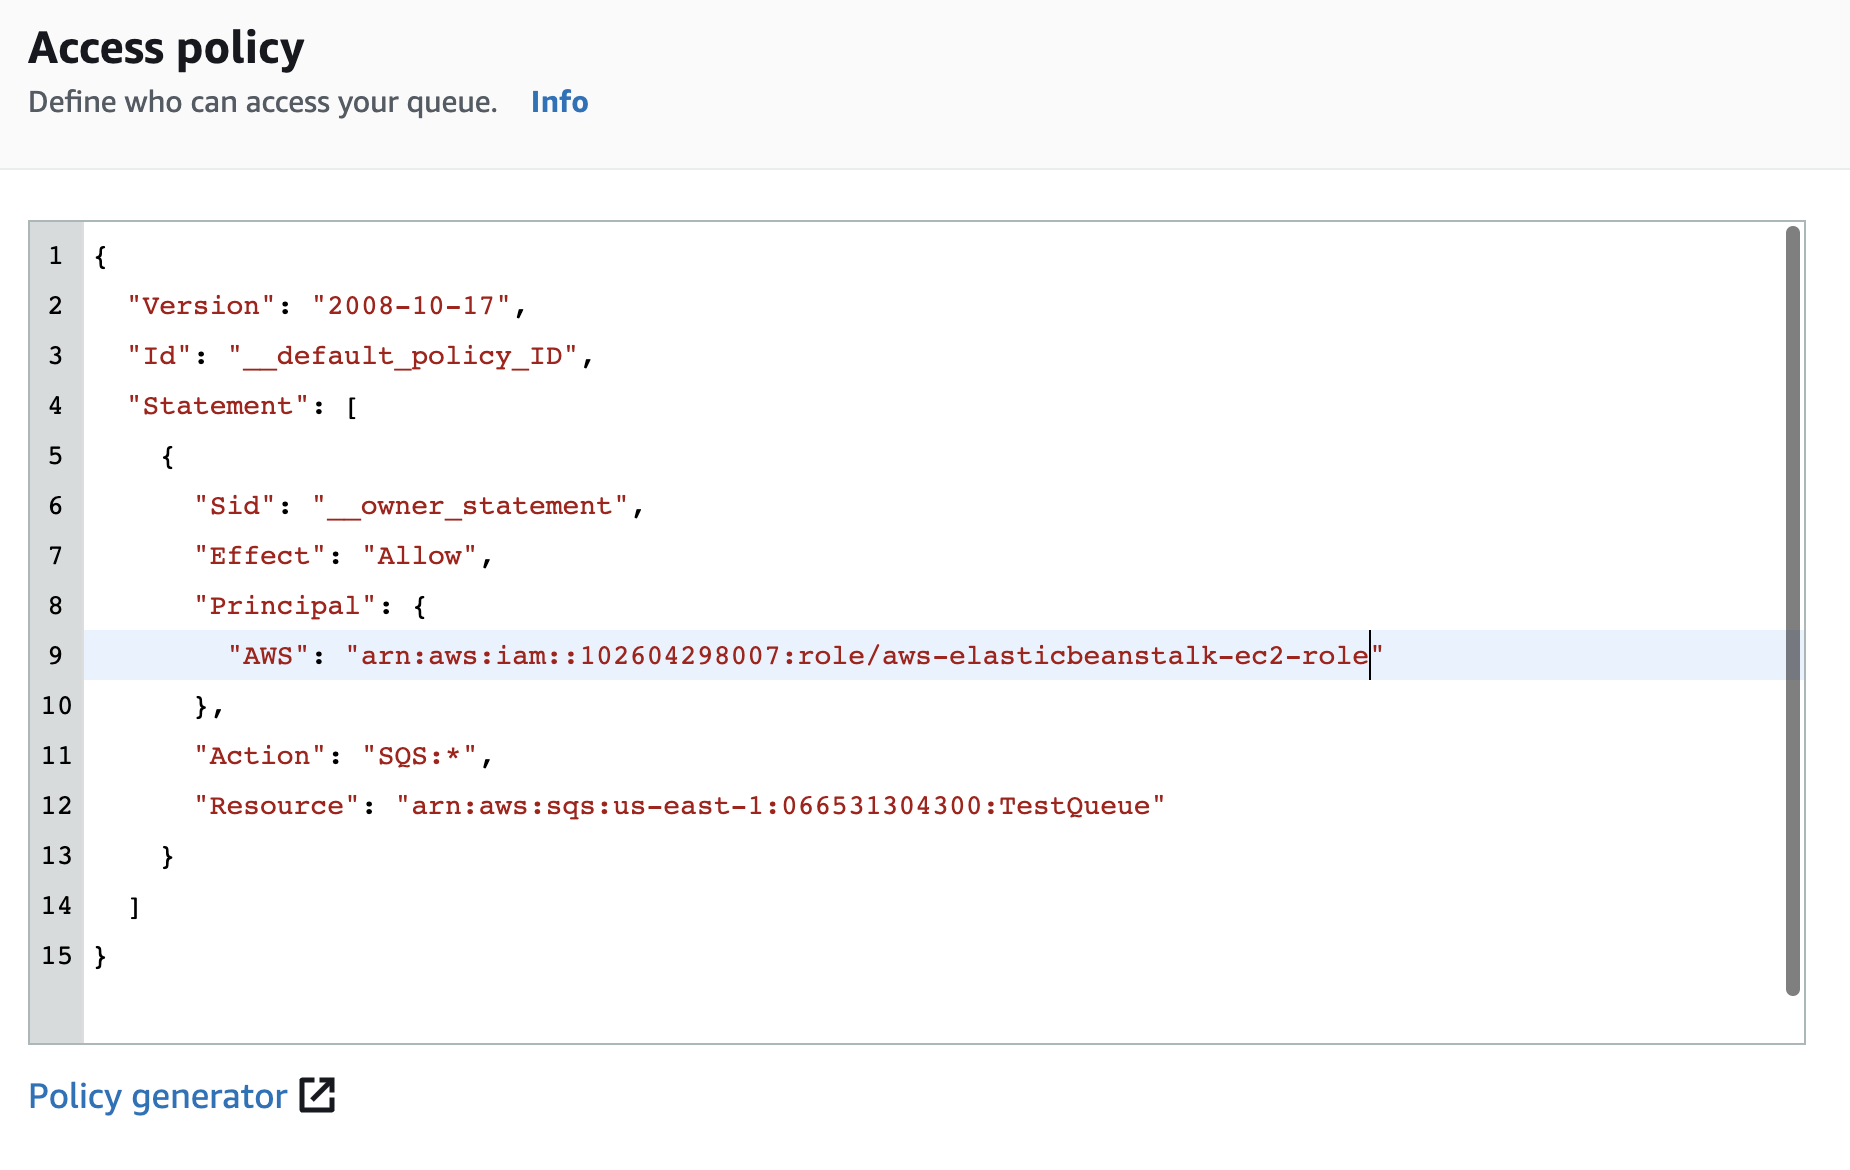 Access policy
Define who can access your queue. Info
1 {
2 "Version": "2008-10-17",
3 "Id": "__default_policy_ID",
4 "Statement": [
5 {
6 "Sid": "__owner_statement",
7 "Effect": "Allow",
8 "Principal": {
9 "AWS": "arn:aws:iam::102604298007:role/aws-elasticbeanstalk-ec2-role"
10 },
11 "Action": "SQS:*",
12 "Resource": "arn:aws:sqs:us-east-1:066531304300:TestQueue"
13 }
14 ]
15 }
Policy generator